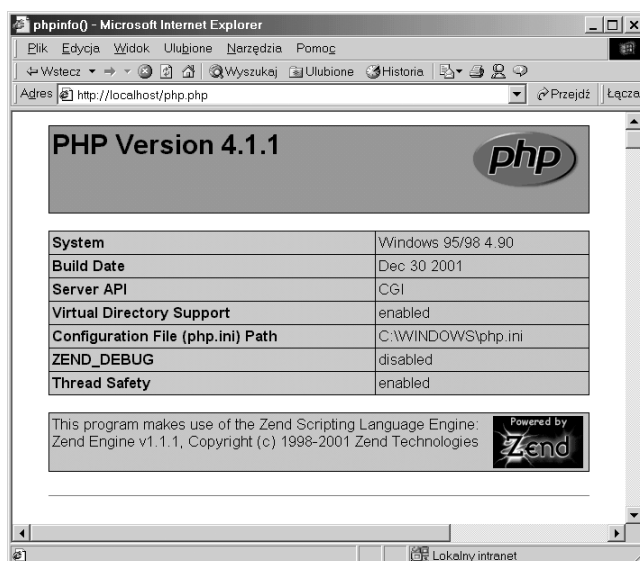 phpinfo() - Microsoft Internet Explorer
Plik Edycja Widok Ulubione Narzędzia Pomoc
Wstecz Wyszukaj Ulubione Historia
Adres http://localhost/php.php Przejdź Łącza
PHP Version 4.1.1
php
System Windows 95/98 4.90
Build Date Dec 30 2001
Server API CGI
Virtual Directory Support enabled
Configuration File (php.ini) Path C:\WINDOWS\php.ini
ZEND_DEBUG disabled
Thread Safety enabled
This program makes use of the Zend Scripting Language Engine:
Zend Engine v1.1.1, Copyright (c) 1998-2001 Zend Technologies
Powered by
Zend
Lokalny intranet